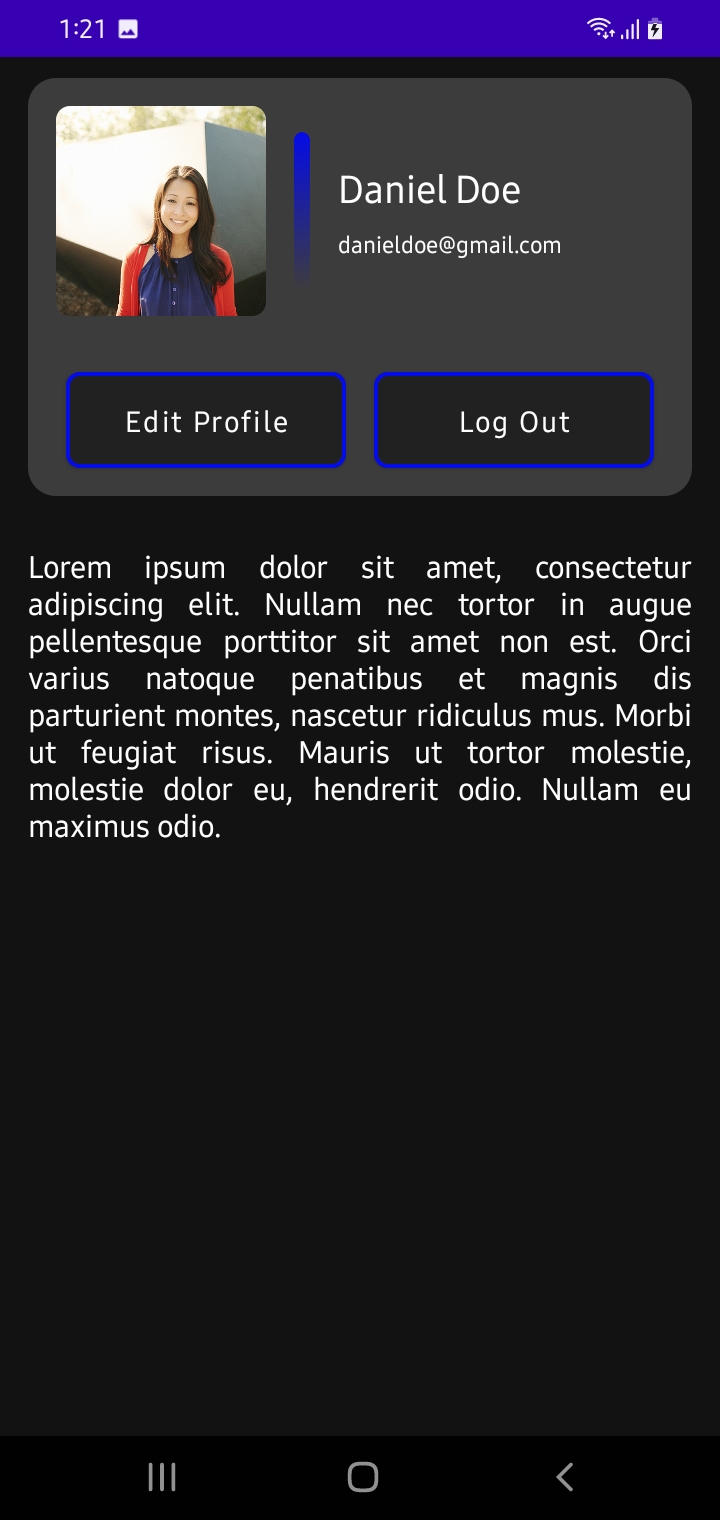 1:21
Daniel Doe
danieldoe@gmail.com
Edit Profile
Log Out
Lorem ipsum dolor sit amet, consectetur
adipiscing elit. Nullam nec tortor in augue
pellentesque porttitor sit amet non est. Orci
varius natoque penatibus et magnis dis
parturient montes, nascetur ridiculus mus. Morbi
ut feugiat risus. Mauris ut tortor molestie,
molestie dolor eu, hendrerit odio. Nullam eu
maximus odio.